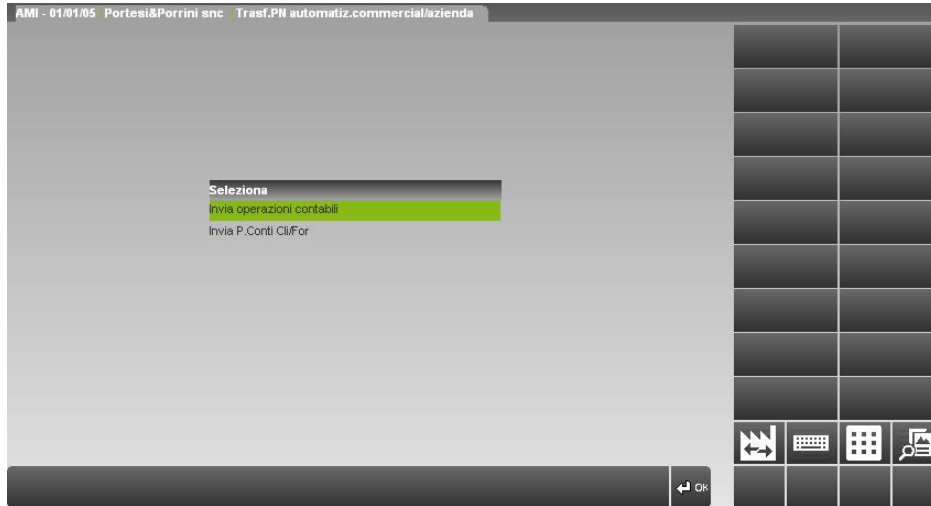 AMI - 01/01/05 Portesi&Porrini snc Trasf.PN automatiz.commercial/azienda
Seleziona
Invia operazioni contabili
Invia P.Conti Cli/For
OK